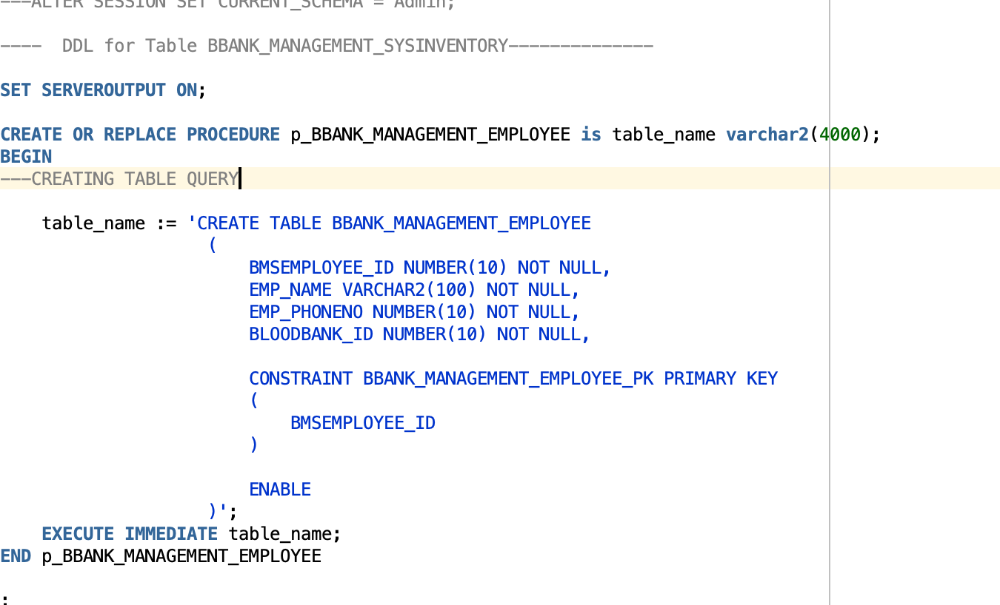 ---ALTER SESSION SET CURRENT_SCHEMA = Admin;
----  DDL for Table BBANK_MANAGEMENT_SYSINVENTORY--------------
SET SERVEROUTPUT ON;
CREATE OR REPLACE PROCEDURE p_BBANK_MANAGEMENT_EMPLOYEE is table_name varchar2(4000);
BEGIN
---CREATING TABLE QUERY
    table_name := 'CREATE TABLE BBANK_MANAGEMENT_EMPLOYEE
                    (
                        BMSEMPLOYEE_ID NUMBER(10) NOT NULL,
                        EMP_NAME VARCHAR2(100) NOT NULL,
                        EMP_PHONENO NUMBER(10) NOT NULL,
                        BLOODBANK_ID NUMBER(10) NOT NULL,
                        CONSTRAINT BBANK_MANAGEMENT_EMPLOYEE_PK PRIMARY KEY
                        (
                            BMSEMPLOYEE_ID
                        )
                        ENABLE
                    )';
    EXECUTE IMMEDIATE table_name;
END p_BBANK_MANAGEMENT_EMPLOYEE
;